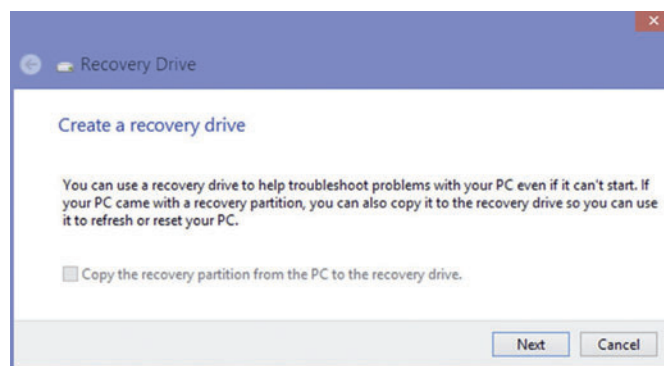 Recovery Drive
Create a recovery drive
You can use a recovery drive to help troubleshoot problems with your PC even if it can't start. If
your PC came with a recovery partition, you can also copy it to the recovery drive so you can use
it to refresh or reset your PC.
Copy the recovery partition from the PC to the recovery drive.
Next Cancel